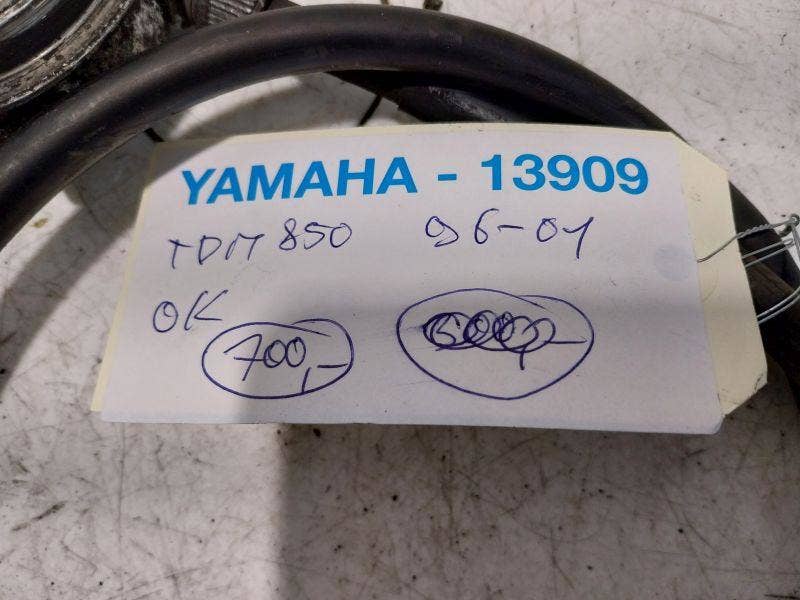 YAMAHA - 13909
TDM 850 96-01
OK 700,-